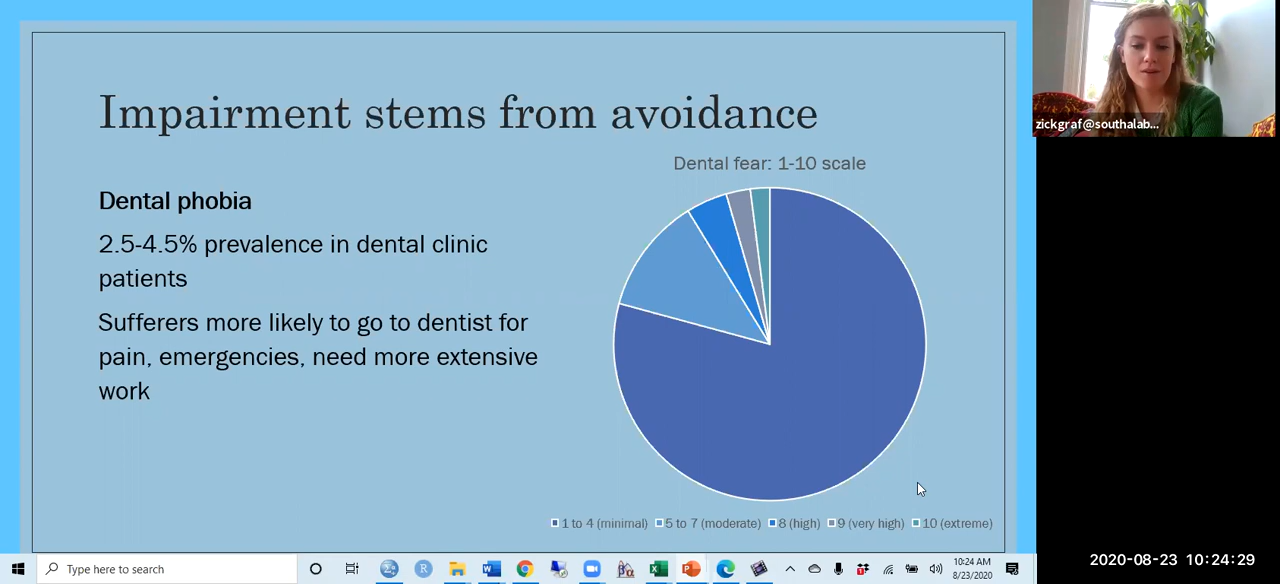 Impairment stems from avoidance
Dental phobia
2.5-4.5% prevalence in dental clinic
patients
Sufferers more likely to go to dentist for
pain, emergencies, need more extensive
work
Dental fear: 1-10 scale
1 to 4 (minimal) 5 to 7 (moderate) 8 (high) 9 (very high) 10 (extreme)
zickgraf@southalab...
Type here to search
10:24 AM
8/23/2020
2020-08-23 10:24:29